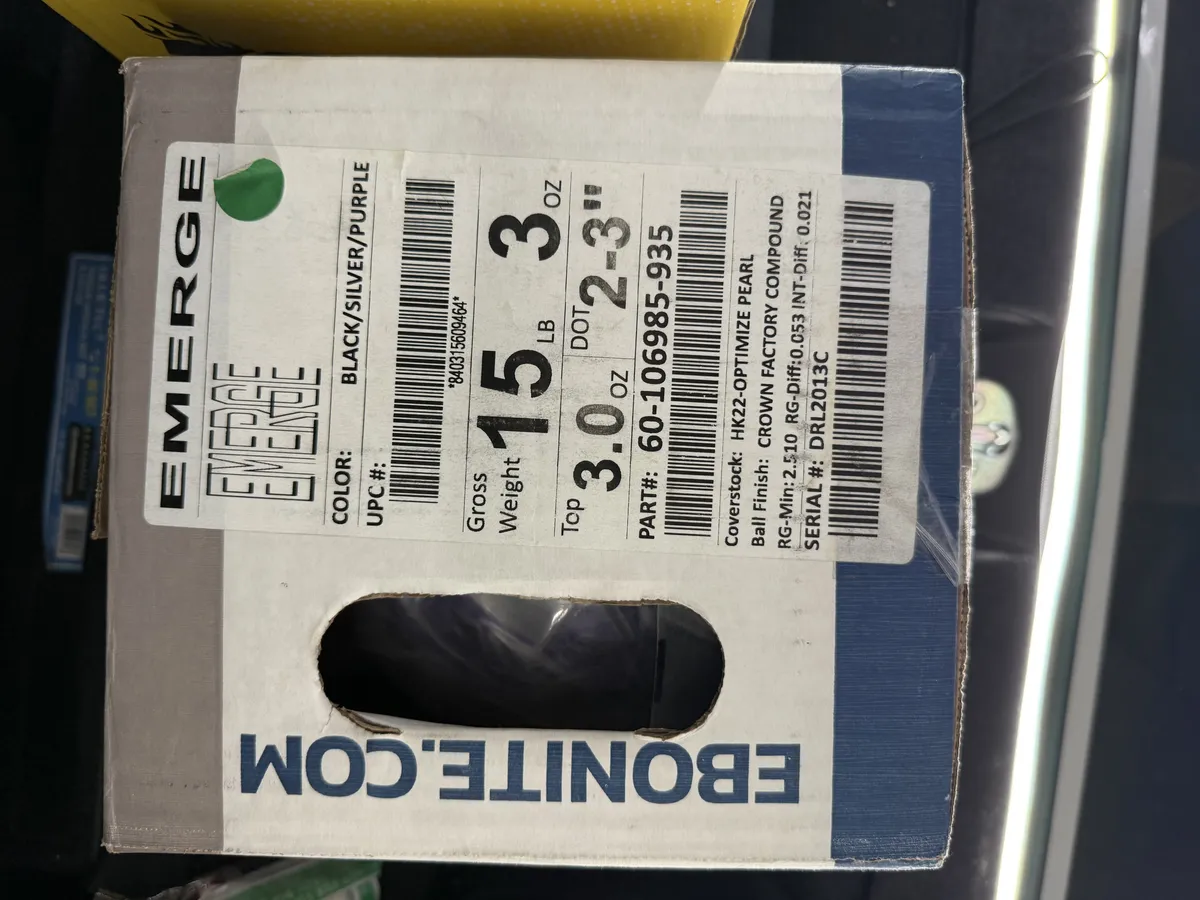 EMERGE
EMERGE
EMERGE
COLOR: BLACK/SILVER/PURPLE
UPC #:
*840315609464*
Gross Weight 15 LB 3 OZ
Top 3.0 OZ DOT 2-3"
PART#: 60-106985-935
Coverstock: HK22-OPTIMIZE PEARL
Ball Finish: CROWN FACTORY COMPOUND
RG-Min: 2.510 RG-Diff:0.053 INT-Diff: 0.021
SERIAL #: DRL2013C
EBONITE.COM